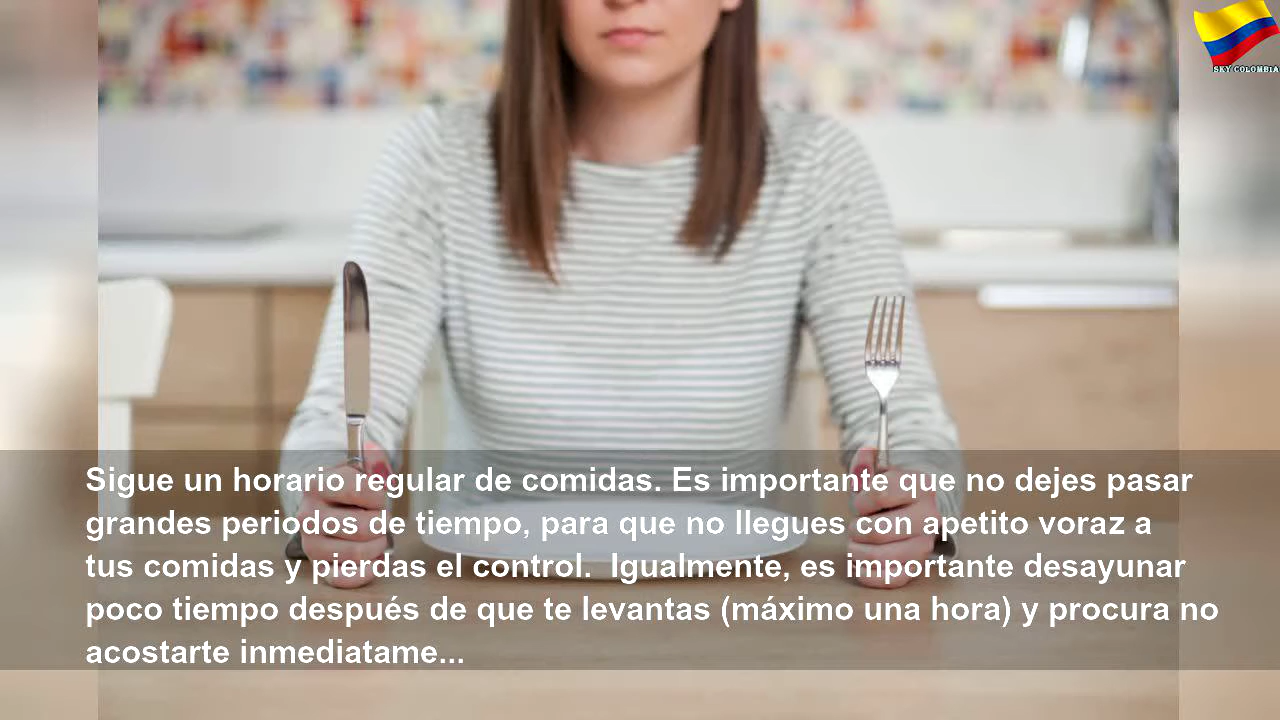 SKY COLOMBIA
Sigue un horario regular de comidas. Es importante que no dejes pasar
grandes periodos de tiempo, para que no llegues con apetito voraz a
tus comidas y pierdas el control.  Igualmente, es importante desayunar
poco tiempo después de que te levantas (máximo una hora) y procura no
acostarte inmediatame...